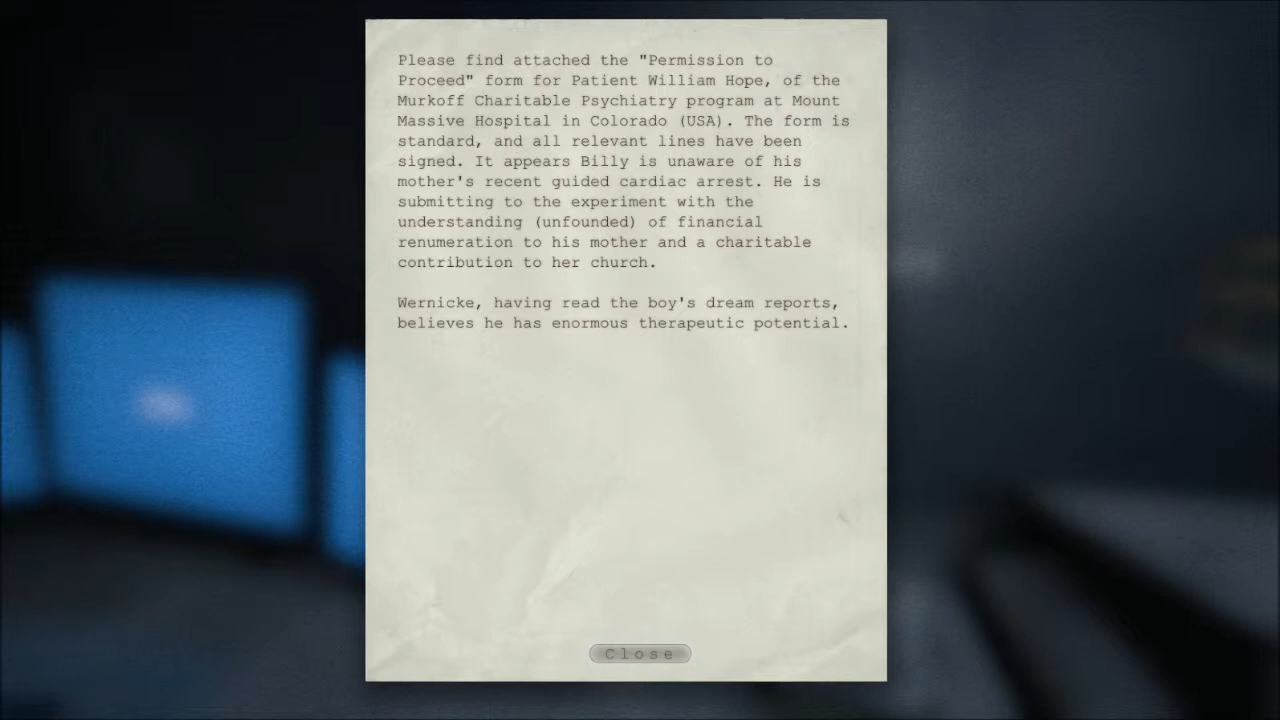 Please find attached the "Permission to
Proceed" form for Patient William Hope, of the
Murkoff Charitable Psychiatry program at Mount
Massive Hospital in Colorado (USA). The form is
standard, and all relevant lines have been
signed. It appears Billy is unaware of his
mother's recent guided cardiac arrest. He is
submitting to the experiment with the
understanding (unfounded) of financial
renumeration to his mother and a charitable
contribution to her church.
Wernicke, having read the boy's dream reports,
believes he has enormous therapeutic potential.
Close